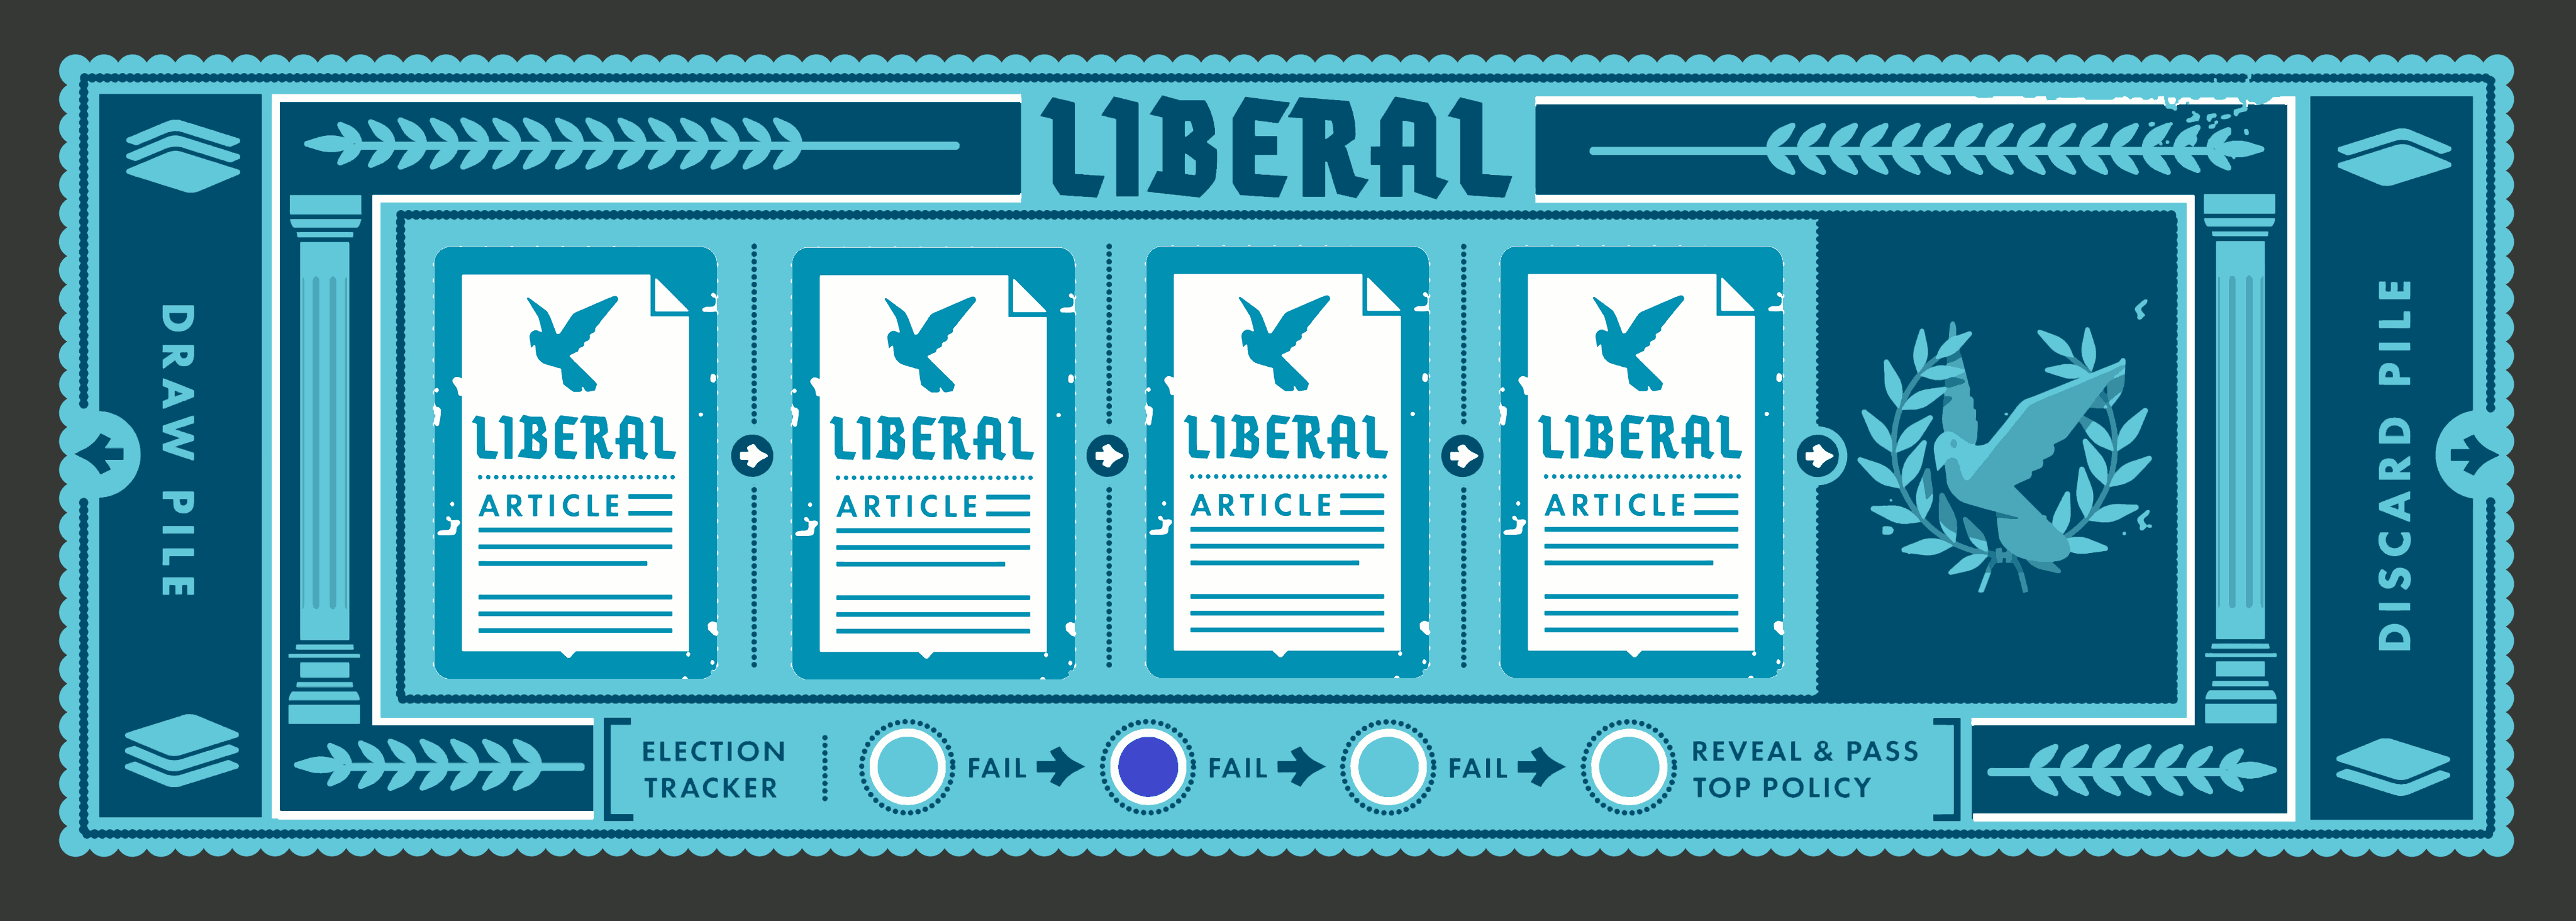 LIBERAL
DRAW PILE
LIBERAL
ARTICLE
LIBERAL
ARTICLE
LIBERAL
ARTICLE
LIBERAL
ARTICLE
DISCARD PILE
ELECTION
TRACKER
FAIL
FAIL
FAIL
REVEAL & PASS
TOP POLICY